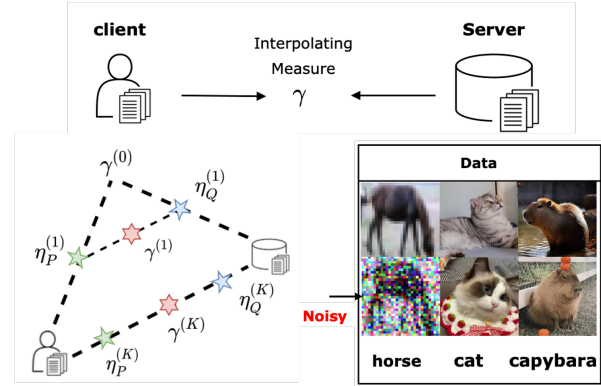 client
Server
Interpolating
Measure
γ
γ^{(0)}
η_Q^{(1)}
η_P^{(1)}
γ^{(1)}
η_Q^{(K)}
γ^{(K)}
η_P^{(K)}
Data
Noisy
horse cat capybara